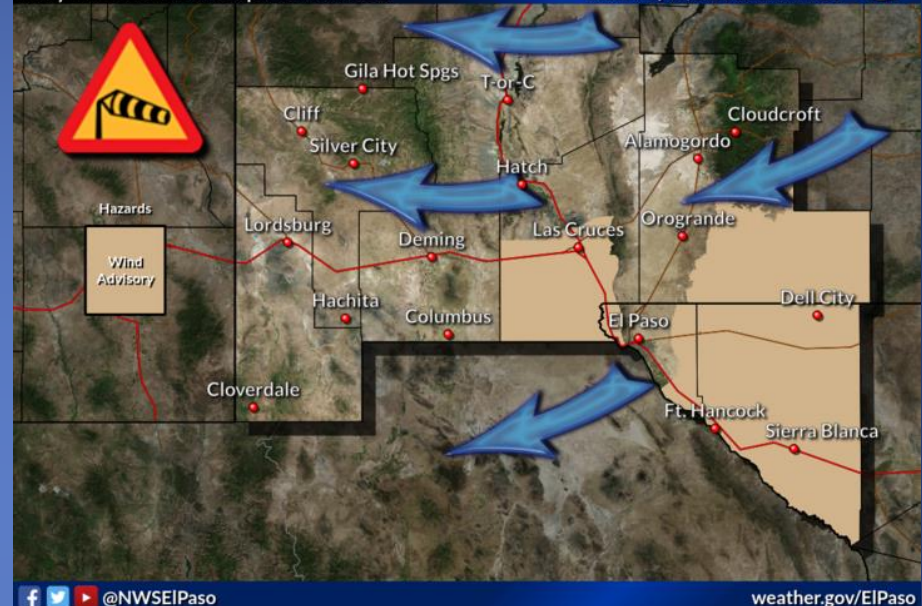 Gila Hot Spgs
T-or-C
Cliff
Cloudcroft
Silver City
Alamogordo
Hatch
Hazards
Lordsburg
Deming
Las Cruces
Orogrande
Wind
Advisory
Hachita
Columbus
El Paso
Dell City
Cloverdale
Ft. Hancock
Sierra Blanca
@NWSElPaso
weather.gov/ElPaso